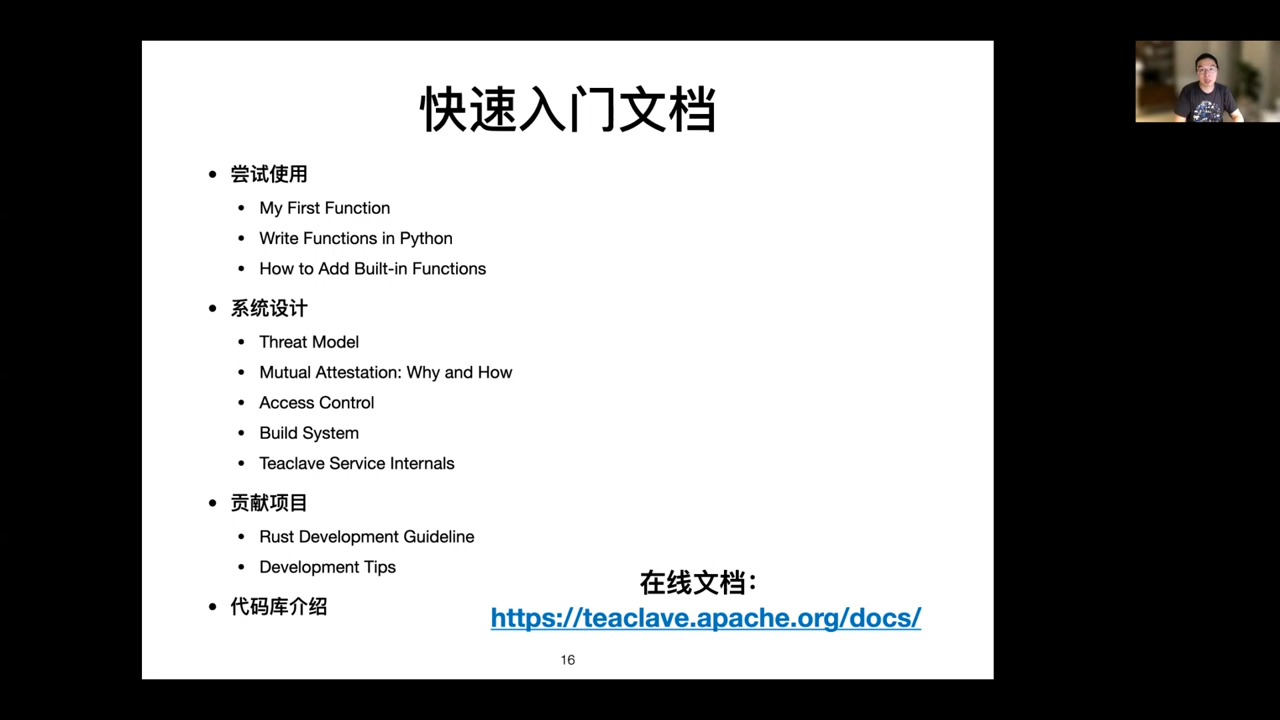 快速入门文档
• 尝试使用
• My First Function
• Write Functions in Python
• How to Add Built-in Functions
• 系统设计
• Threat Model
• Mutual Attestation: Why and How
• Access Control
• Build System
• Teaclave Service Internals
• 贡献项目
• Rust Development Guideline
• Development Tips
• 代码库介绍
在线文档：
https://teaclave.apache.org/docs/
16